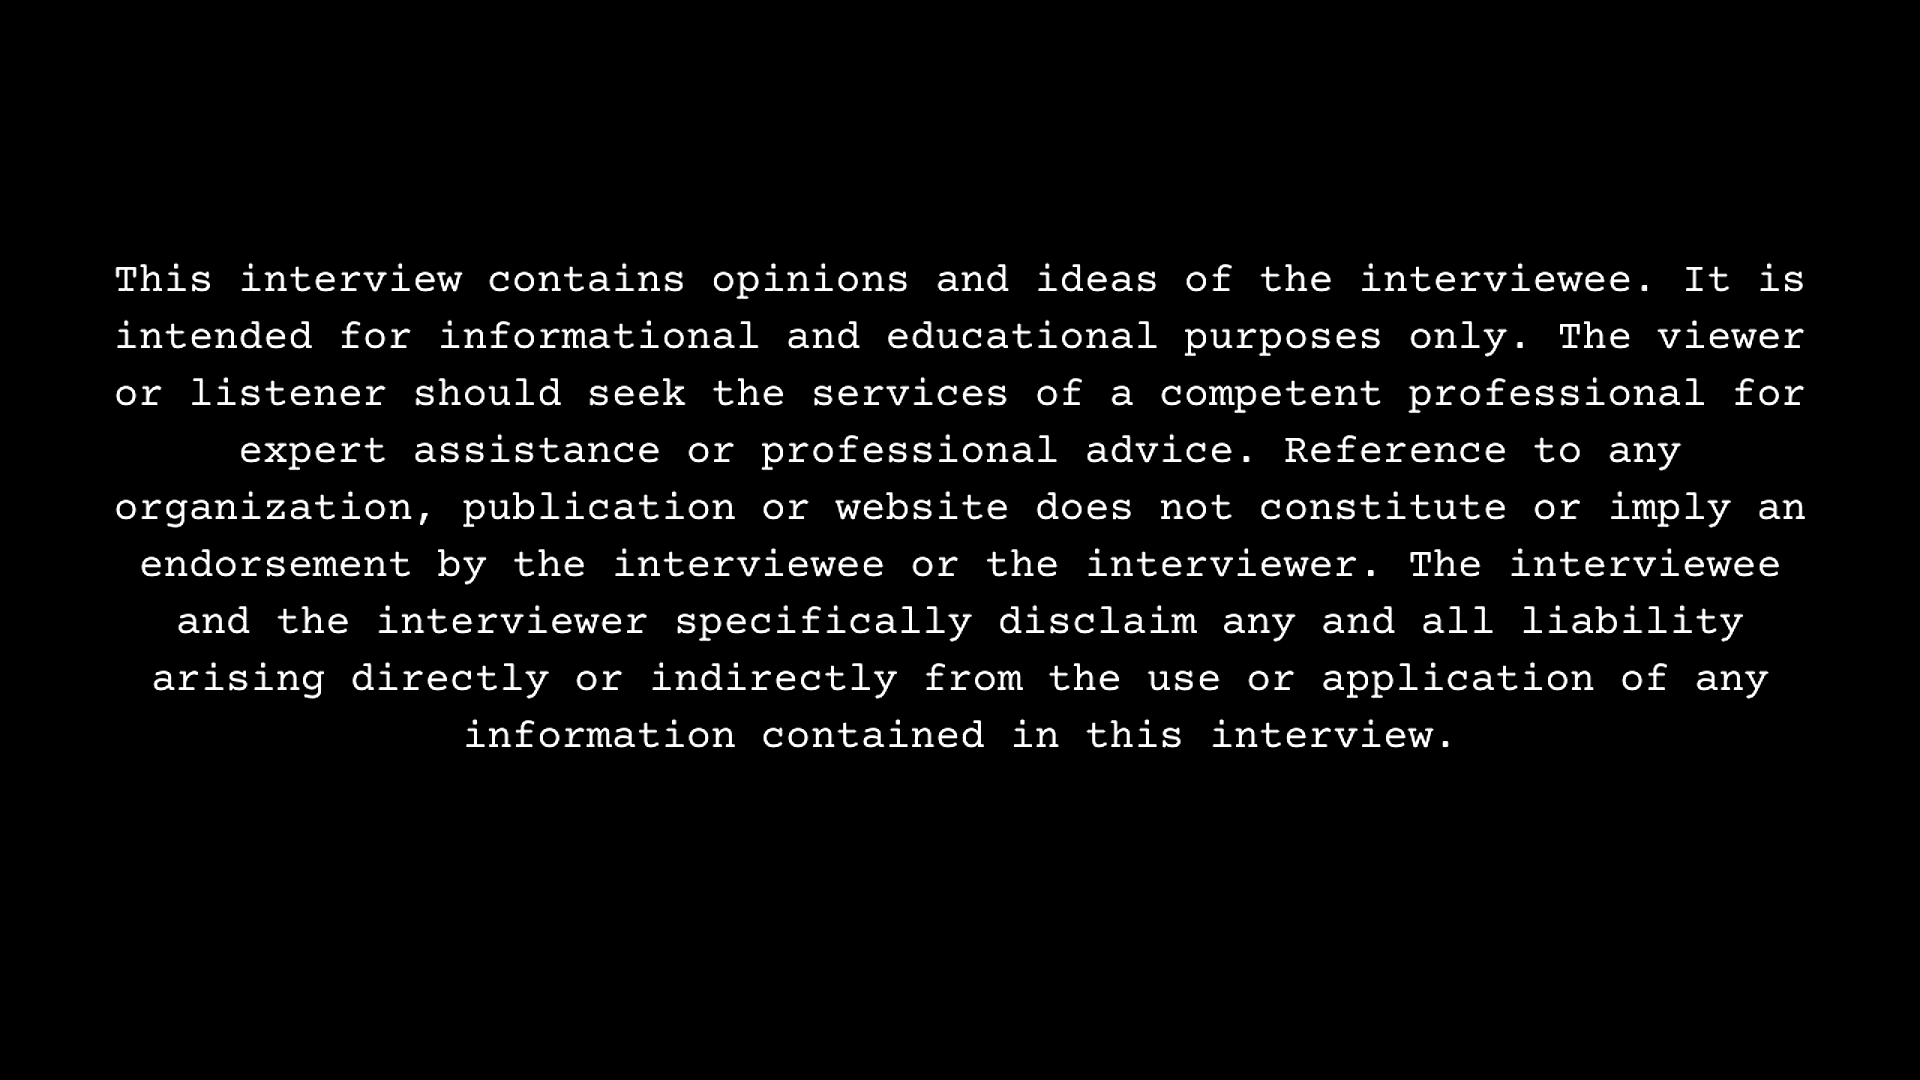 This interview contains opinions and ideas of the interviewee. It is
intended for informational and educational purposes only. The viewer
or listener should seek the services of a competent professional for
expert assistance or professional advice. Reference to any
organization, publication or website does not constitute or imply an
endorsement by the interviewee or the interviewer. The interviewee
and the interviewer specifically disclaim any and all liability
arising directly or indirectly from the use or application of any
information contained in this interview.